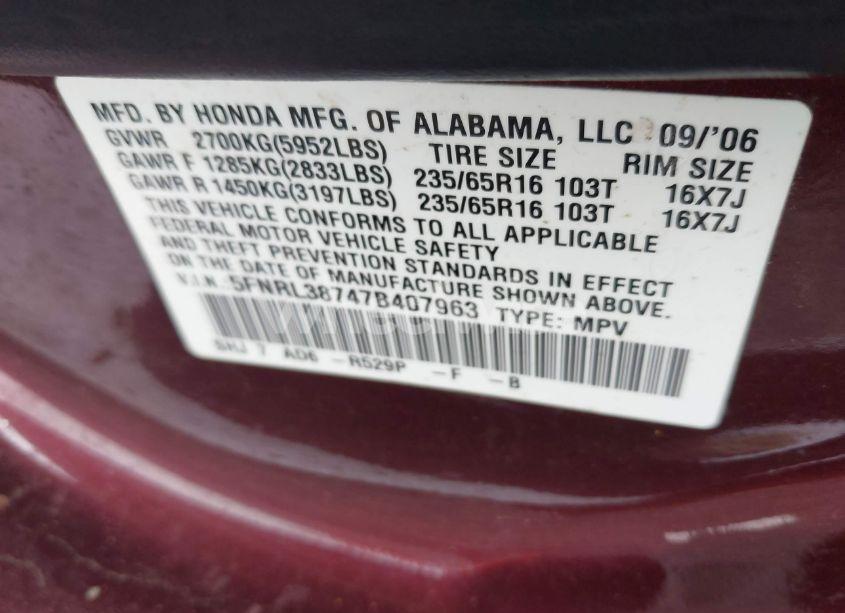 MFD. BY HONDA MFG. OF ALABAMA, LLC 09/'06
GVWR 2700KG(5952LBS) TIRE SIZE RIM SIZE
GAWR F 1285KG(2833LBS) 235/65R16 103T 16X7J
GAWR R 1450KG(3197LBS) 235/65R16 103T 16X7J
THIS VEHICLE CONFORMS TO ALL APPLICABLE
FEDERAL MOTOR VEHICLE SAFETY
AND THEFT PREVENTION STANDARDS IN EFFECT
ON THE DATE OF MANUFACTURE SHOWN ABOVE.
V.I.N. 5FNRL38747B407963 TYPE: MPV
SHJ 7 AD6 -R529P -F -B